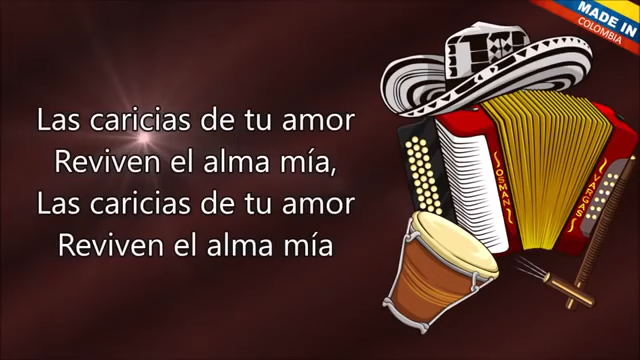 MADE IN
COLOMBIA
Las caricias de tu amor
Reviven el alma mía,
Las caricias de tu amor
Reviven el alma mía
OSMAN
VARGAS